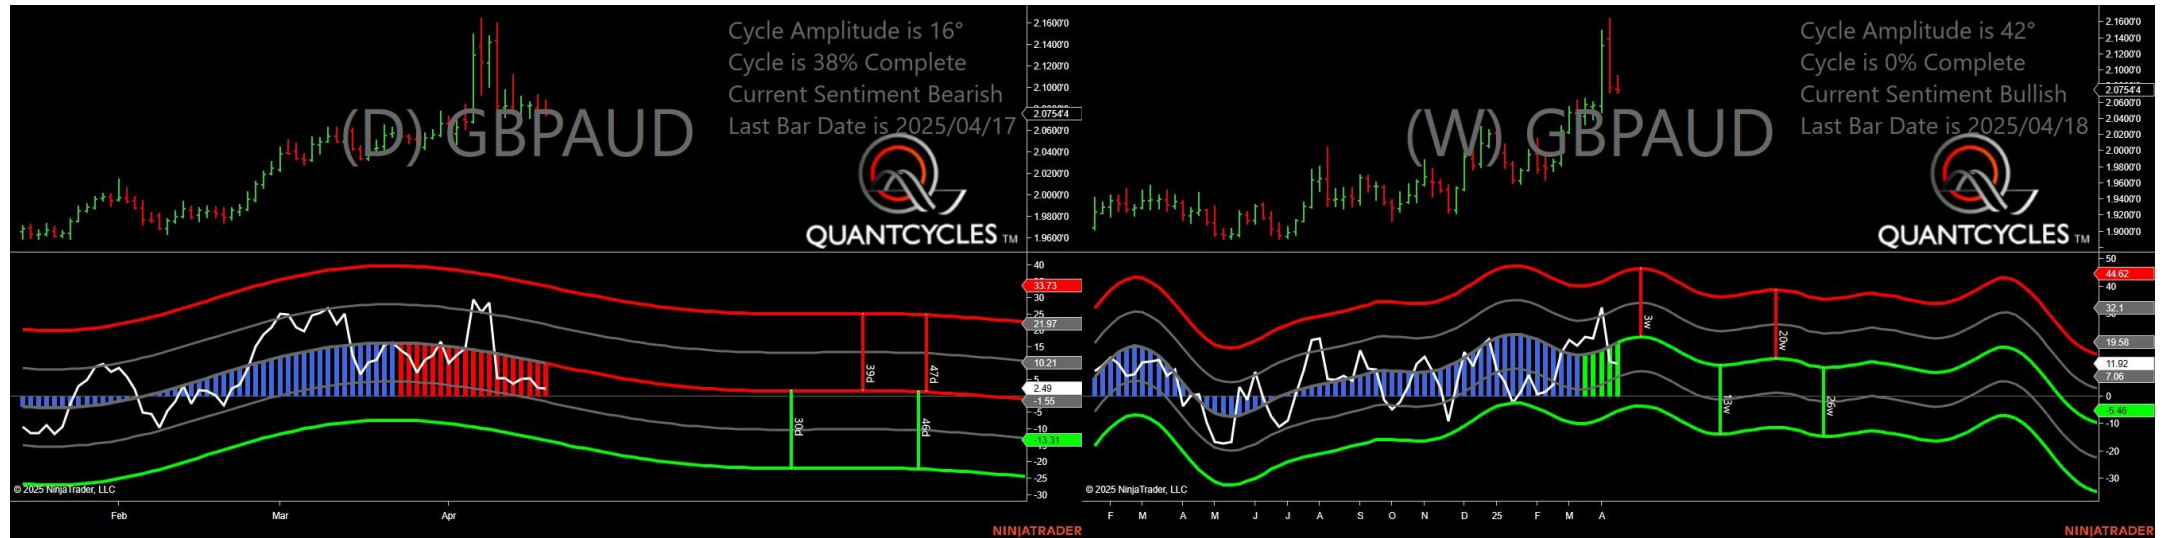 Cycle Amplitude is 16°
Cycle is 38% Complete
Current Sentiment Bearish
Last Bar Date is 2025/04/17
(D) GBPAUD
QUANTCYCLES TM
2.1600'0
2.1400'0
2.1200'0
2.1000'0
2.0754'4
2.0600'0
2.0400'0
2.0200'0
2.0000'0
1.9800'0
1.9600'0
40
33.73
30
25
21.97
15
10.21
5
2.49
-1.55
-5
-10
-13.31
-20
-25
-30
39d
47d
30d
46d
© 2025 NinjaTrader, LLC
Feb
Mar
Apr
NINJATRADER
Cycle Amplitude is 42°
Cycle is 0% Complete
Current Sentiment Bullish
Last Bar Date is 2025/04/18
(W) GBPAUD
QUANTCYCLES TM
2.1600'0
2.1400'0
2.1200'0
2.1000'0
2.0754'4
2.0600'0
2.0400'0
2.0200'0
2.0000'0
1.9800'0
1.9600'0
1.9400'0
1.9200'0
1.9000'0
50
44.62
40
32.1
19.58
11.92
7.06
0
-5.46
-10
-20
-30
3w
20w
13w
26w
© 2025 NinjaTrader, LLC
F M A M J J A S O N D 25 F M A
NINJATRADER